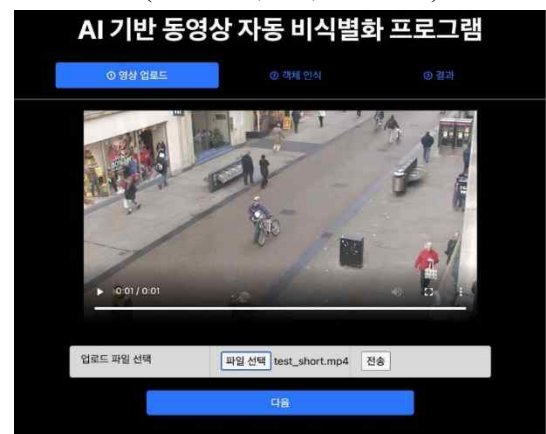 AI 기반 동영상 자동 비식별화 프로그램
① 영상 업로드 ② 객체 인식 ③ 결과
0:01 / 0:01
업로드 파일 선택 파일 선택 test_short.mp4 전송
다음